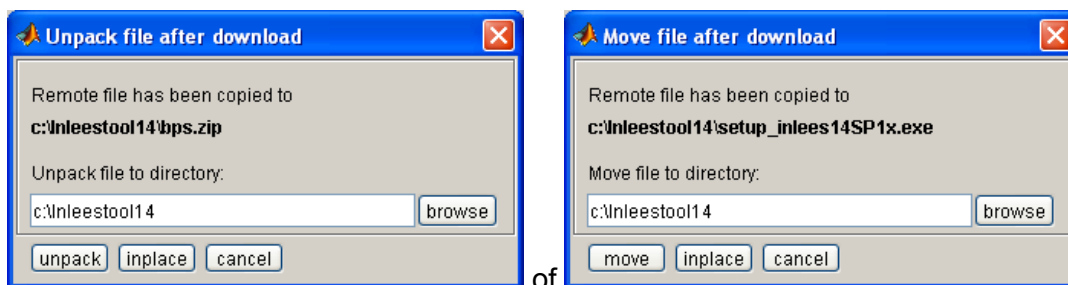 Unpack file after download
Remote file has been copied to
c:\Inleestool14\bps.zip
Unpack file to directory:
c:\Inleestool14
browse
unpack inplace cancel
of
Move file after download
Remote file has been copied to
c:\Inleestool14\setup_inlees14SP1x.exe
Move file to directory:
c:\Inleestool14
browse
move inplace cancel